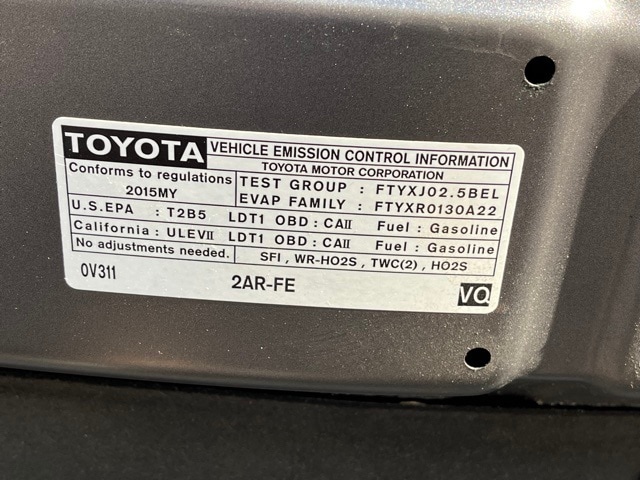 TOYOTA VEHICLE EMISSION CONTROL INFORMATION
TOYOTA MOTOR CORPORATION
Conforms to regulations
2015MY
TEST GROUP : FTYXJ02.5BEL
EVAP FAMILY : FTYXR0130A22
U.S.EPA : T2B5 LDT1 OBD : CAII Fuel : Gasoline
California : ULEVII LDT1 OBD : CAII Fuel : Gasoline
No adjustments needed. SFI , WR-HO2S , TWC(2) , HO2S
0V311 2AR-FE VQ